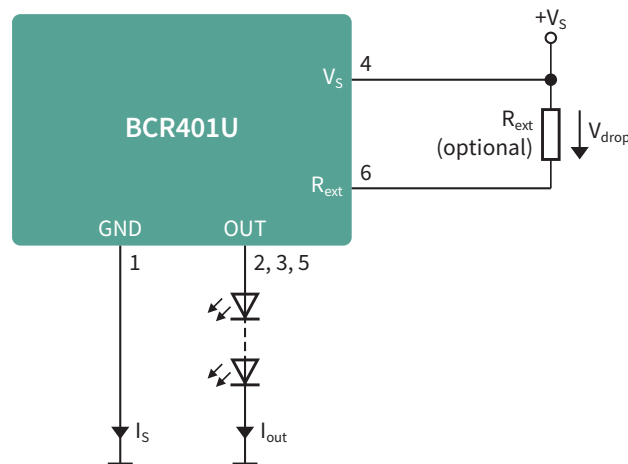 +VS
VS
4
BCR401U
Rext
(optional)
Vdrop
Rext
6
GND
OUT
1
2, 3, 5
IS
Iout